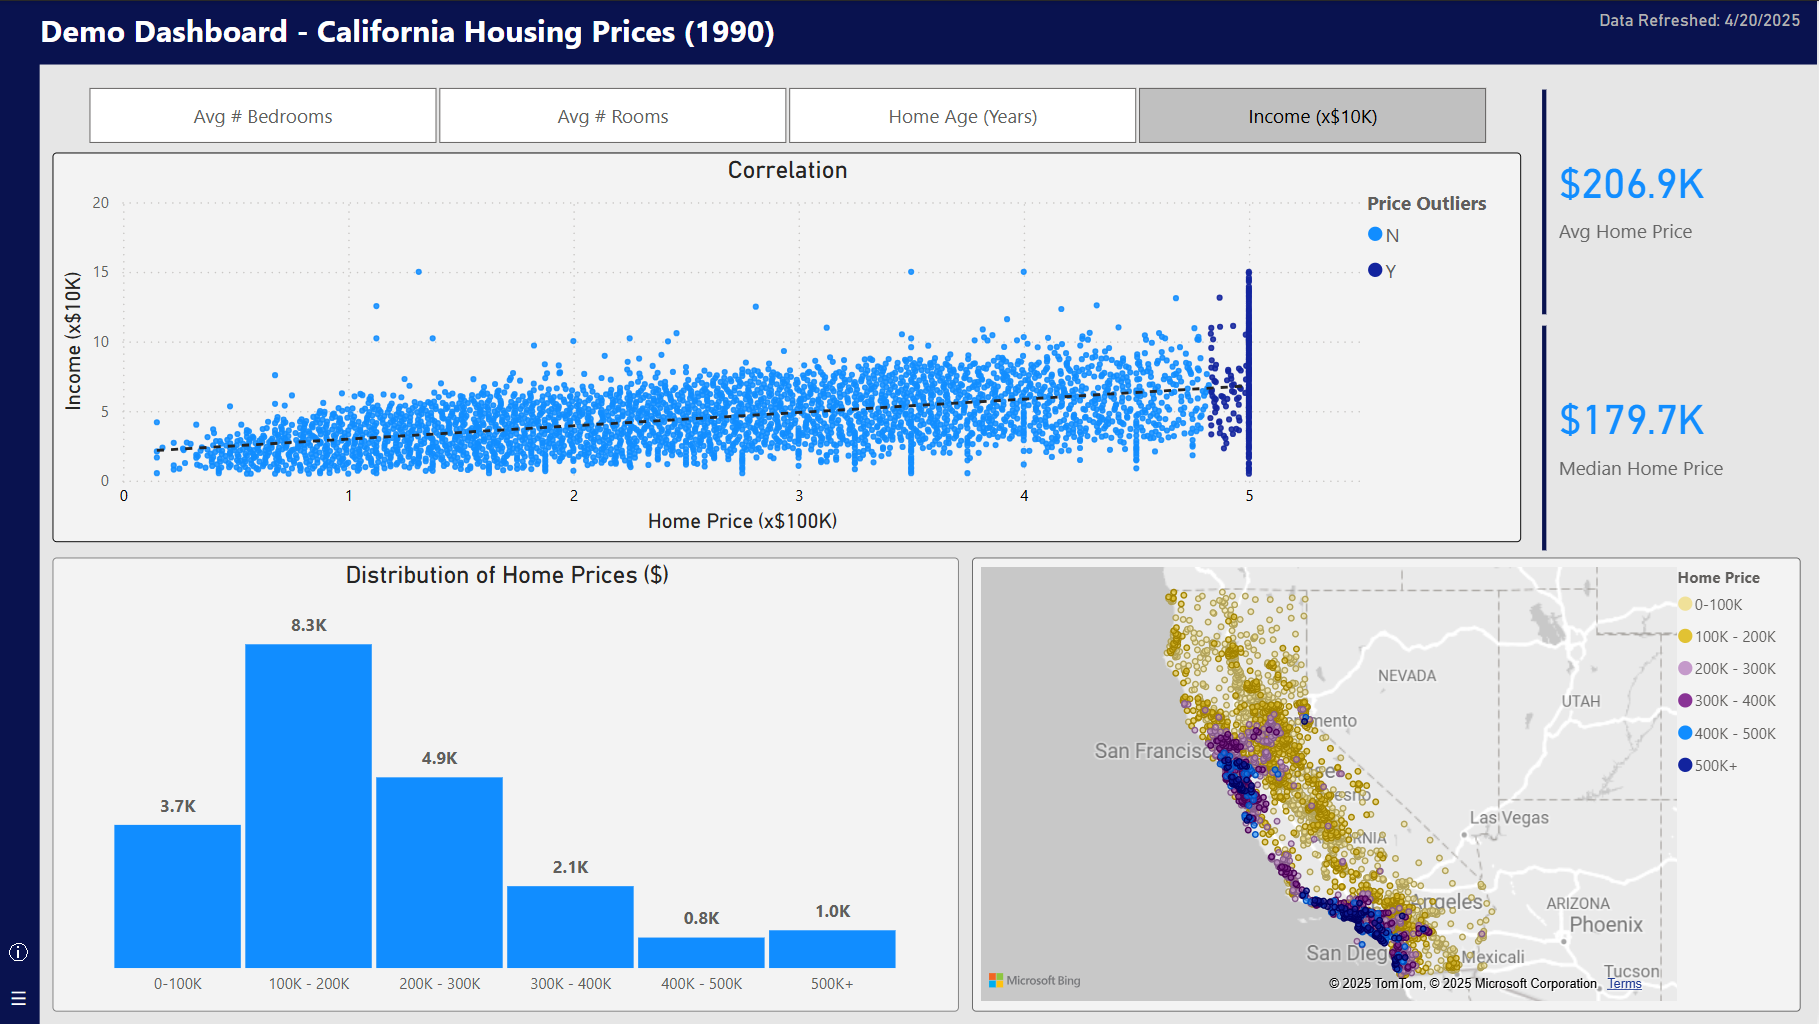 Demo Dashboard - California Housing Prices (1990)
Data Refreshed: 4/20/2025
Avg # Bedrooms
Avg # Rooms
Home Age (Years)
Income (x$10K)
Correlation
Income (x$10K)
20
15
10
5
0
0 1 2 3 4 5
Home Price (x$100K)
Price Outliers
N
Y
$206.9K
Avg Home Price
$179.7K
Median Home Price
Distribution of Home Prices ($)
3.7K
8.3K
4.9K
2.1K
0.8K
1.0K
0-100K
100K - 200K
200K - 300K
300K - 400K
400K - 500K
500K+
NEVADA
UTAH
San Francisc
Las Vegas
Angeles
ARIZONA
Phoenix
San Dieg
Mexicali
Tucson
Microsoft Bing
© 2025 TomTom, © 2025 Microsoft Corporation, Terms
Home Price
0-100K
100K - 200K
200K - 300K
300K - 400K
400K - 500K
500K+